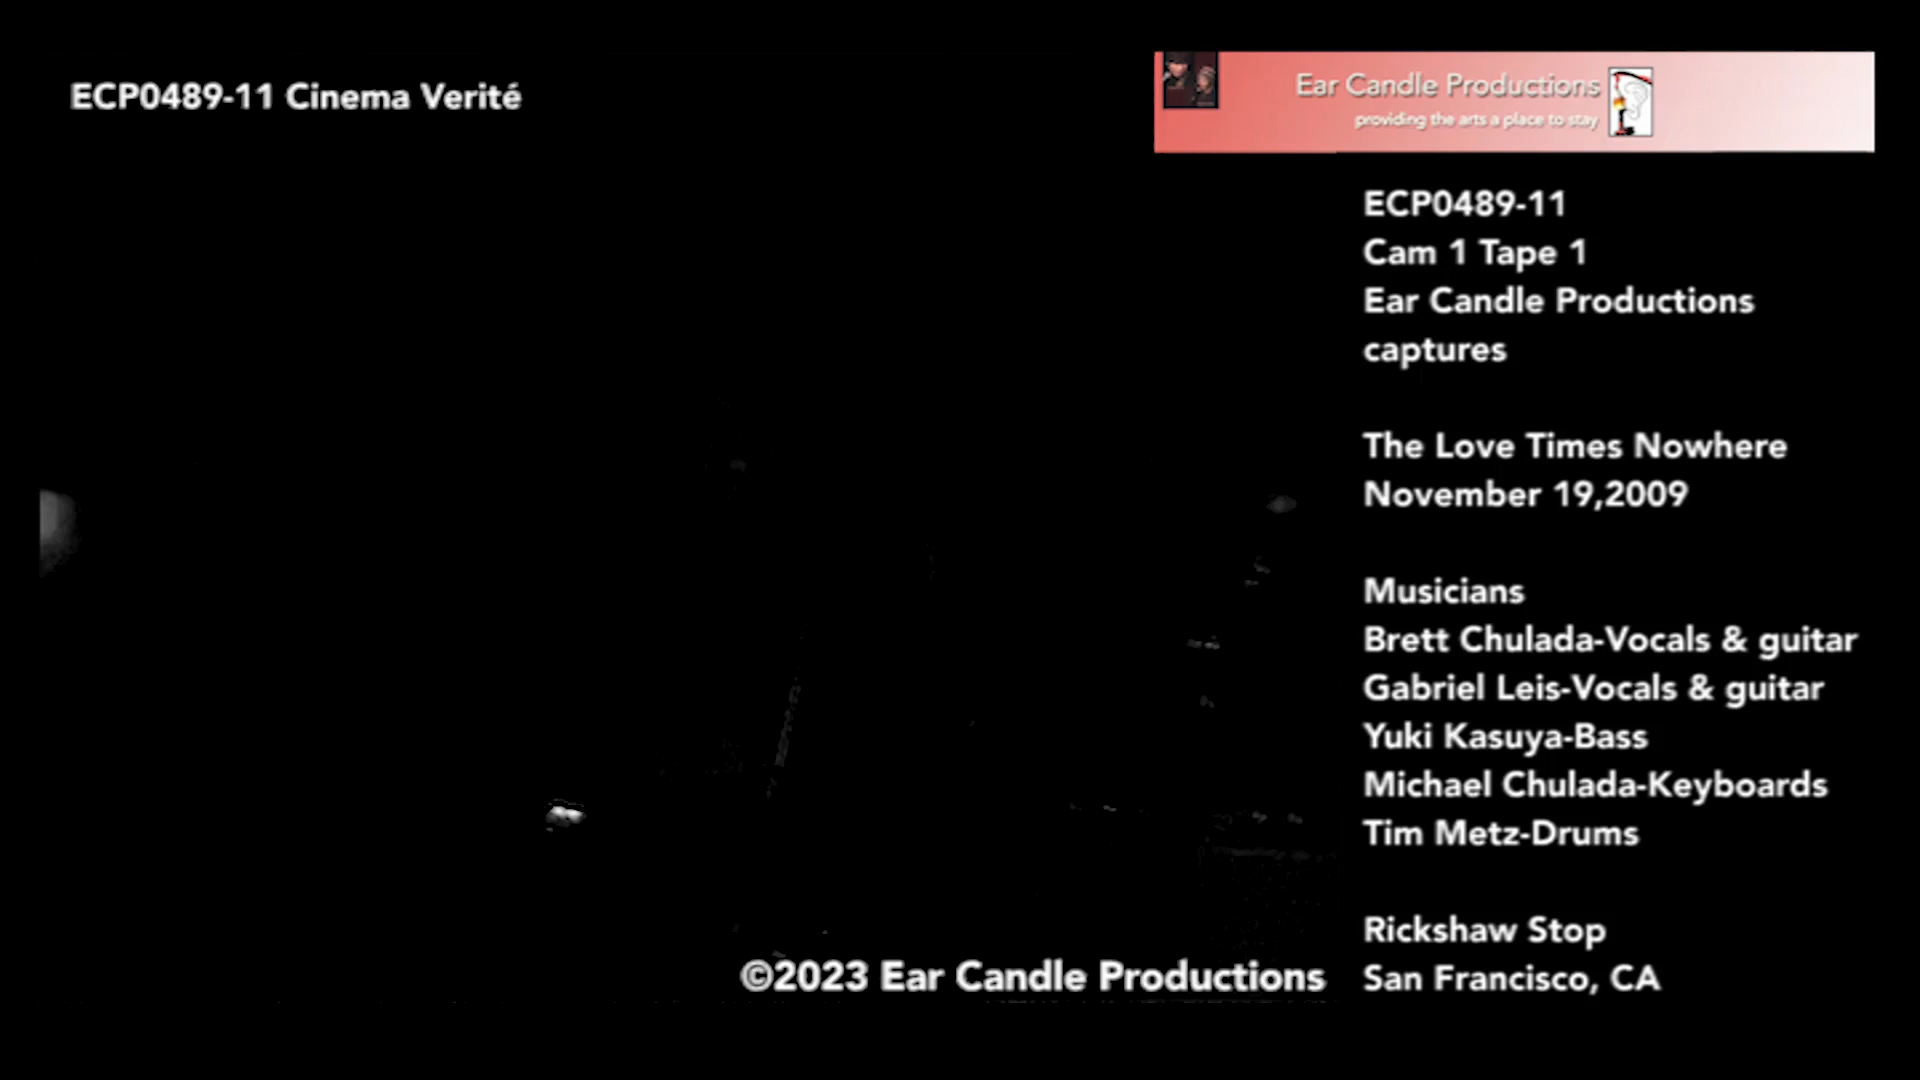 ECP0489-11 Cinema Verité
Ear Candle Productions
providing the arts a place to stay
ECP0489-11
Cam 1 Tape 1
Ear Candle Productions
captures
The Love Times Nowhere
November 19,2009
Musicians
Brett Chulada-Vocals & guitar
Gabriel Leis-Vocals & guitar
Yuki Kasuya-Bass
Michael Chulada-Keyboards
Tim Metz-Drums
Rickshaw Stop
San Francisco, CA
©2023 Ear Candle Productions